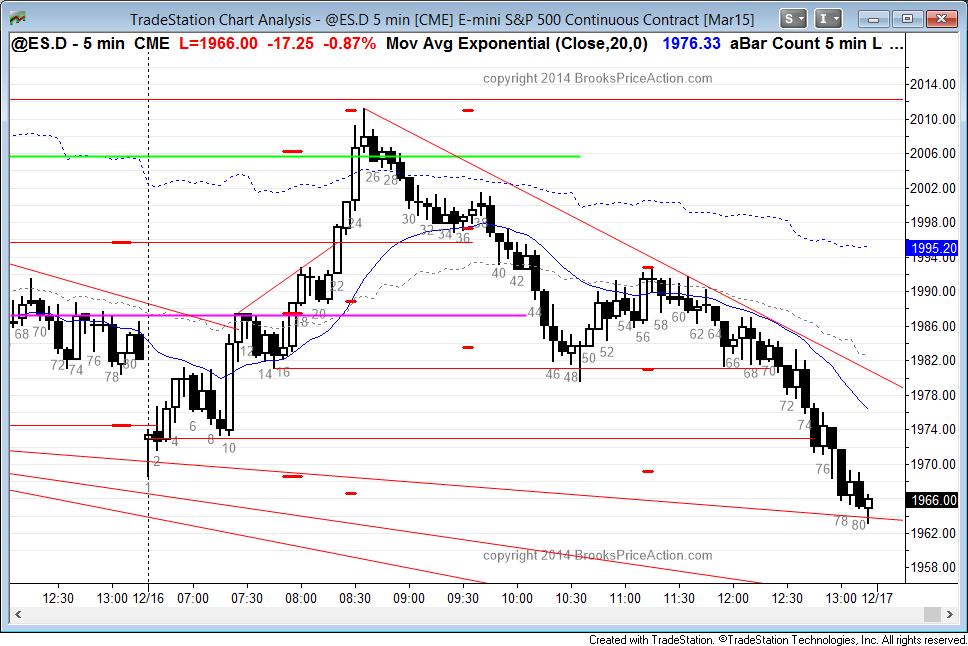 TradeStation Chart Analysis - @ES.D 5 min [CME] E-mini S&P 500 Continuous Contract [Mar15]
S I
@ES.D - 5 min CME L=1966.00 -17.25 -0.87% Mov Avg Exponential (Close,20,0) 1976.33 aBar Count 5 min L ...
copyright 2014 BrooksPriceAction.com
2014.00
2010.00
2006.00
2002.00
1998.00
1995.20
1994.00
1990.00
1986.00
1982.00
1978.00
1974.00
1970.00
1966.00
1962.00
1958.00
26 28
24 30 32 34 36 38
40 42
22
20
18
44
68 70 72 74 76 78 80
12 14 16
46 48 50 52 54 56 58 60 62 64
66 68 70
72
74
76
78 80
1 2 4 6 8 10
copyright 2014 BrooksPriceAction.com
12:30 13:00 12/16 07:00 07:30 08:00 08:30 09:00 09:30 10:00 10:30 11:00 11:30 12:00 12:30 13:00 12/17
Created with TradeStation. ©TradeStation Technologies, Inc. All rights reserved.